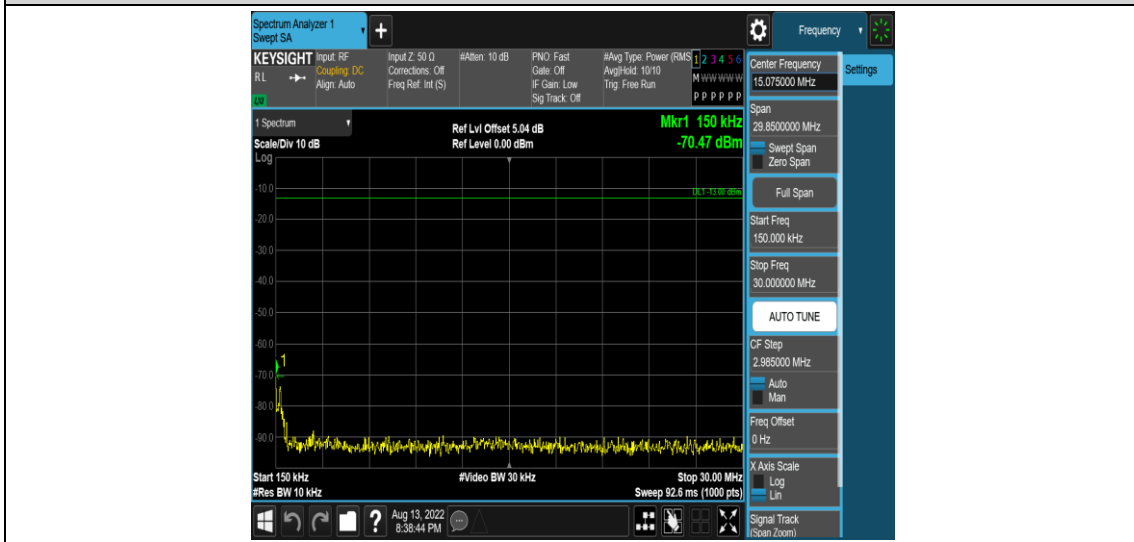 Spectrum Analyzer 1
Swept SA
+
Frequency
KEYSIGHT
RL
Input: RF
Coupling: DC
Align: Auto
Input Z: 50 Ω
Corrections: Off
Freq Ref: Int (S)
#Atten: 10 dB
PNO: Fast
Gate: Off
IF Gain: Low
Sig Track: Off
#Avg Type: Power (RMS
Avg|Hold: 10/10
Trig: Free Run
1 2 3 4 5 6
M W W W W W
P P P P P P
1 Spectrum
Scale/Div 10 dB
Log
Ref Lvl Offset 5.04 dB
Ref Level 0.00 dBm
Mkr1 150 kHz
-70.47 dBm
DL1 -13.00 dBm
-10.0
-20.0
-30.0
-40.0
-50.0
-60.0
-70.0
-80.0
-90.0
1
Start 150 kHz
#Res BW 10 kHz
#Video BW 30 kHz
Stop 30.00 MHz
Sweep 92.6 ms (1000 pts)
Aug 13, 2022
8:38:44 PM
Center Frequency
15.075000 MHz
Settings
Span
29.8500000 MHz
Swept Span
Zero Span
Full Span
Start Freq
150.000 kHz
Stop Freq
30.000000 MHz
AUTO TUNE
CF Step
2.985000 MHz
Auto
Man
Freq Offset
0 Hz
X Axis Scale
Log
Lin
Signal Track
(Span Zoom)